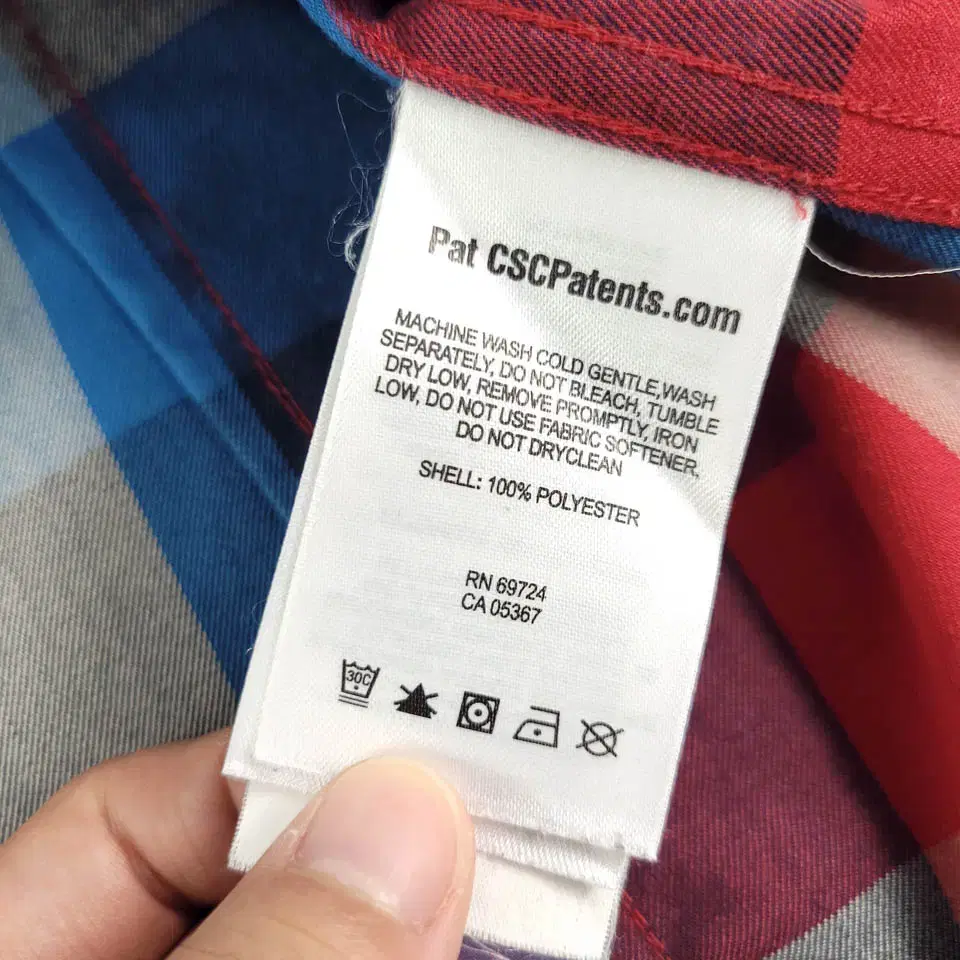 Pat CSCPatents.com
MACHINE WASH COLD GENTLE,WASH
SEPARATELY, DO NOT BLEACH, TUMBLE
DRY LOW, REMOVE PROMPTLY, IRON
LOW, DO NOT USE FABRIC SOFTENER,
DO NOT DRYCLEAN
SHELL: 100% POLYESTER
RN 69724
CA 05367
30C